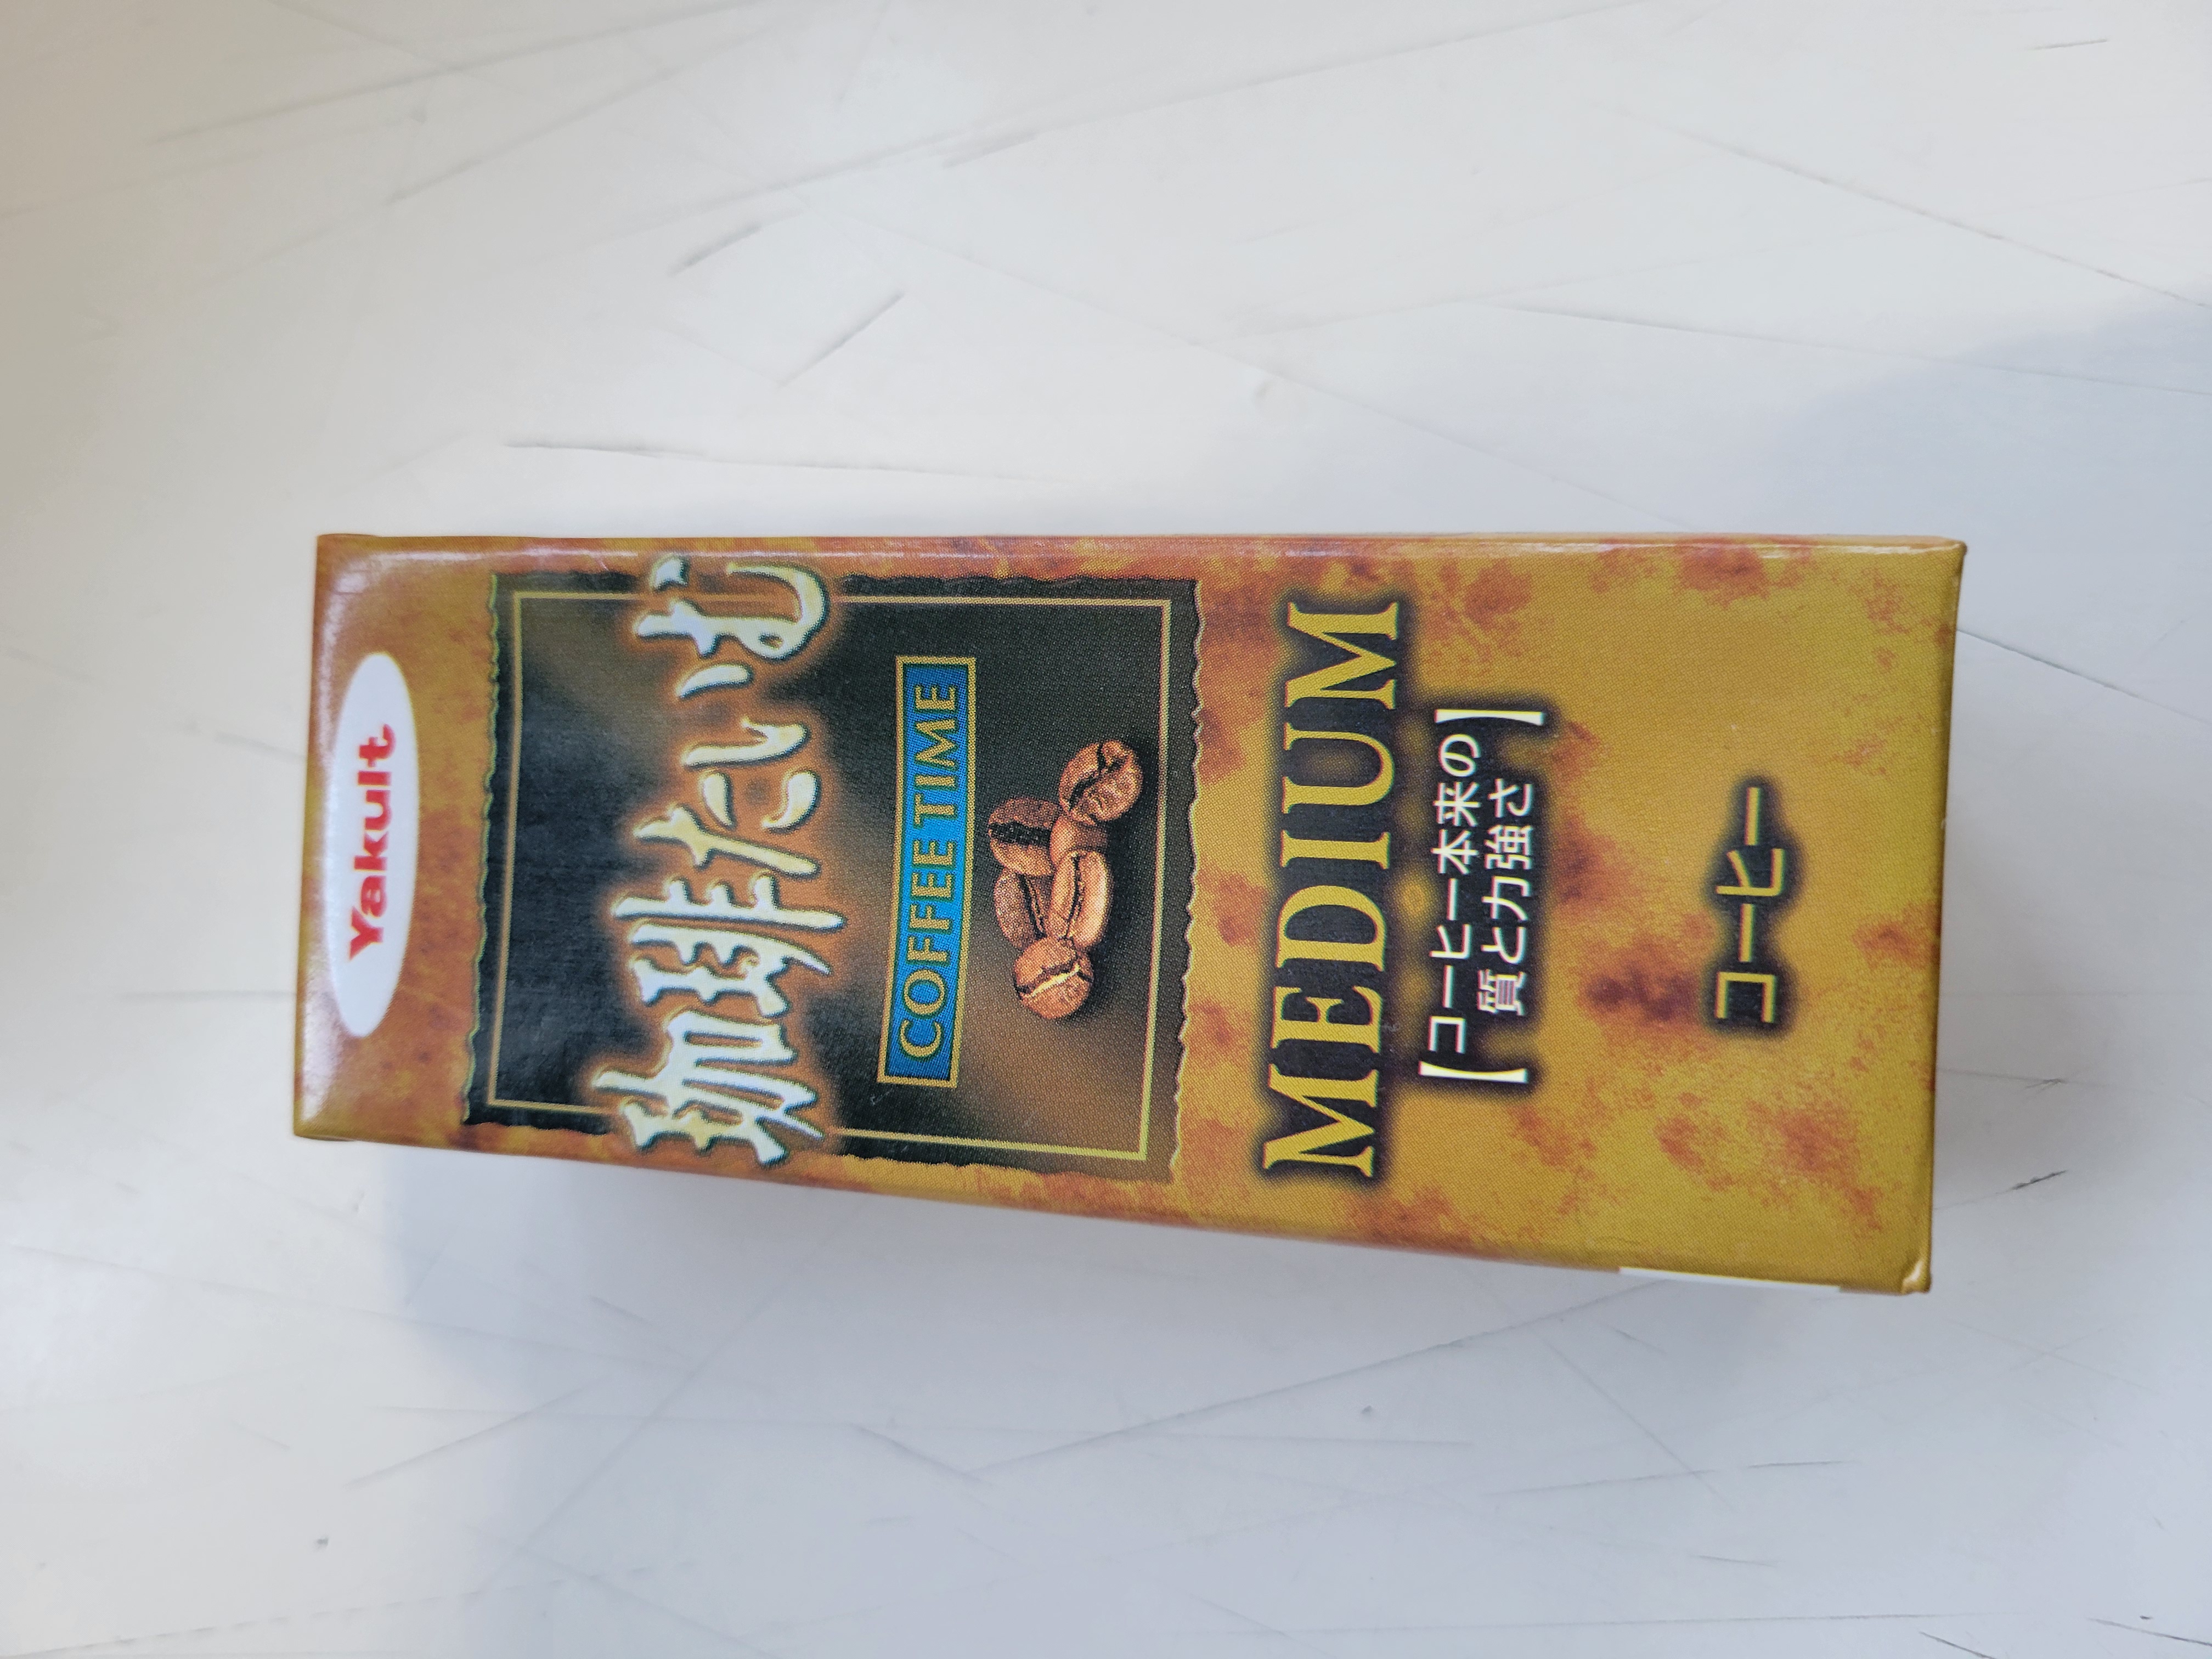 Yakult
珈琲たいむ
COFFEE TIME
MEDIUM
【コーヒー本来の
質と力強さ】
コーヒー